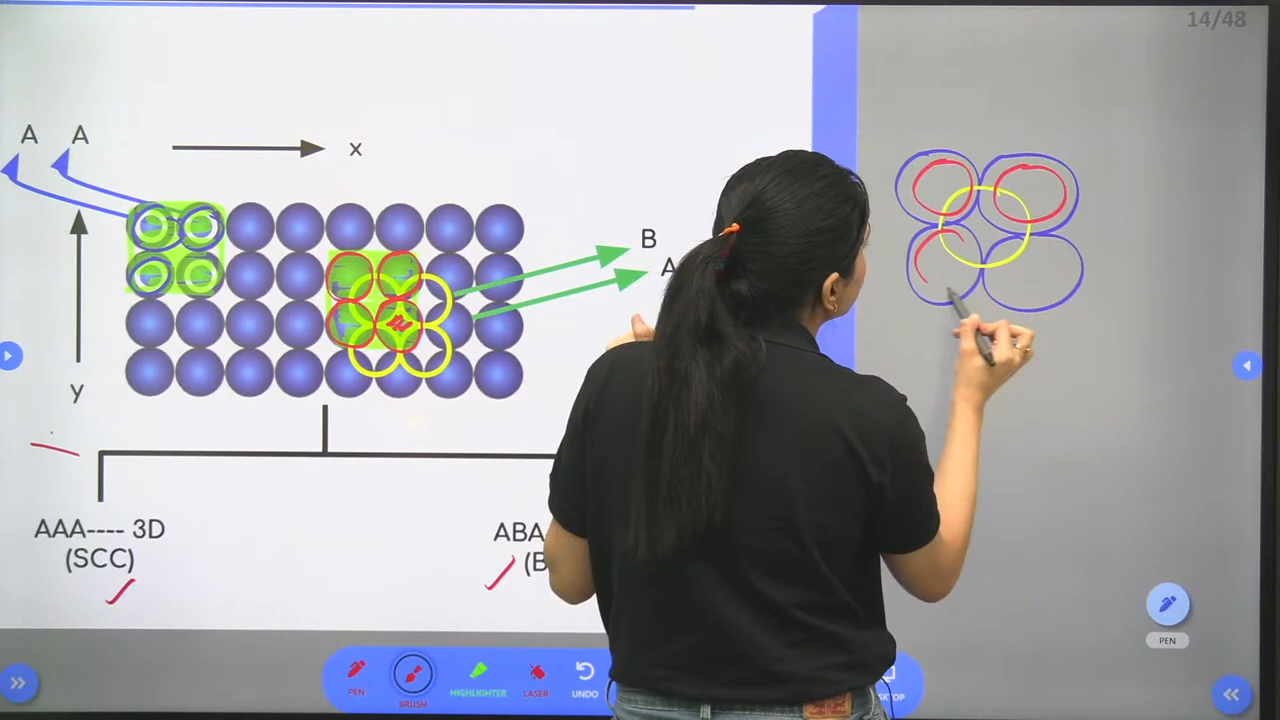 14/48
A A
x
B
A
y
AAA---- 3D
(SCC)
ABA
(B
PEN
PEN
BRUSH
HIGHLIGHTER
LASER
UNDO